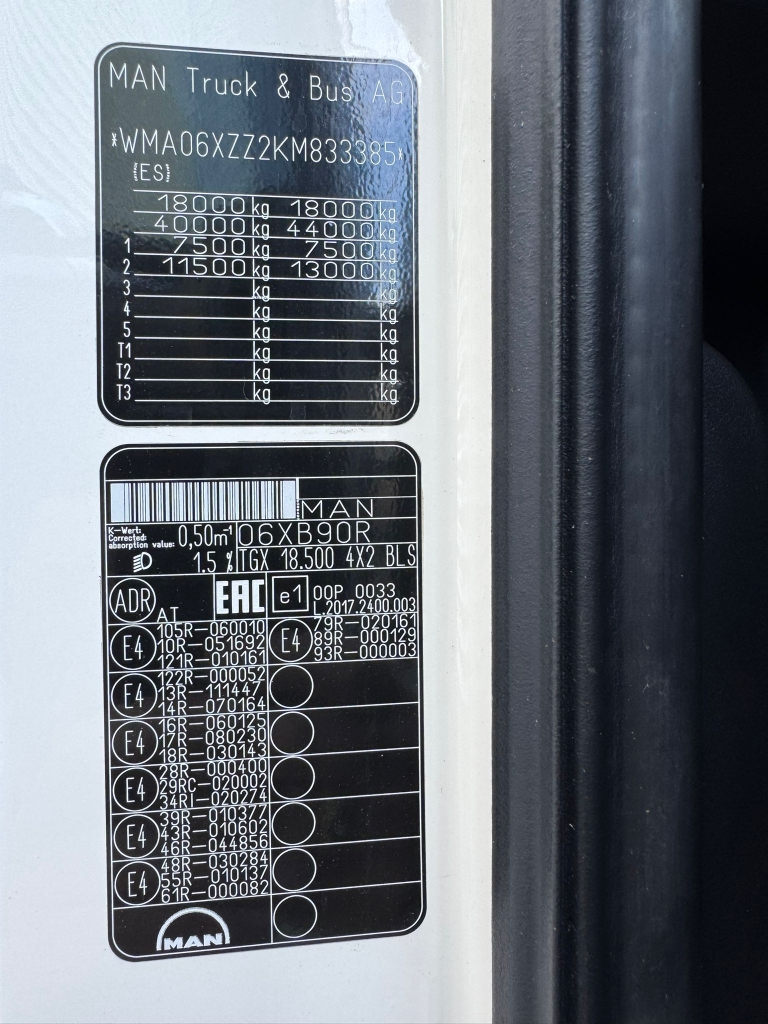 MAN Truck & Bus AG
*WMA06XZZ2KM833385*
(ES)
18000 kg 18000 kg
40000 kg 44000 kg
1 7500 kg 7500 kg
2 11500 kg 13000 kg
3 kg kg
4 kg kg
5 kg kg
T1 kg kg
T2 kg kg
T3 kg kg
MAN
K-Wert:
Corrected:
absorption value: 0,50m⁻¹ 06XB90R
1.5 % TGX 18.500 4X2 BLS
ADR AT EAC e1 00P 0033
L.2017.2400.003
E4 105R-060010
10R-051692
121R-010161
E4 79R-020161
89R-000129
93R-000003
E4 122R-000052
13R-111447
14R-070164
E4 16R-060125
17R-080230
18R-030143
E4 28R-000400
29RC-020002
34RI-020274
E4 39R-010377
43R-010602
46R-044856
E4 48R-030284
55R-010137
61R-000082
MAN